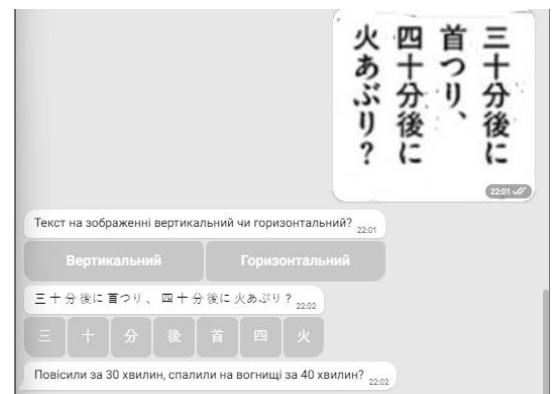 三十分後に
首つり、
四十分後に
火あぶり？
22:01
Текст на зображенні вертикальний чи горизонтальний? 22:01
Вертикальний Горизонтальний
三十分後に首つり、四十分後に火あぶり? 22:02
三 十 分 後 首 四 火
Повісили за 30 хвилин, спалили на вогнищі за 40 хвилин? 22:02